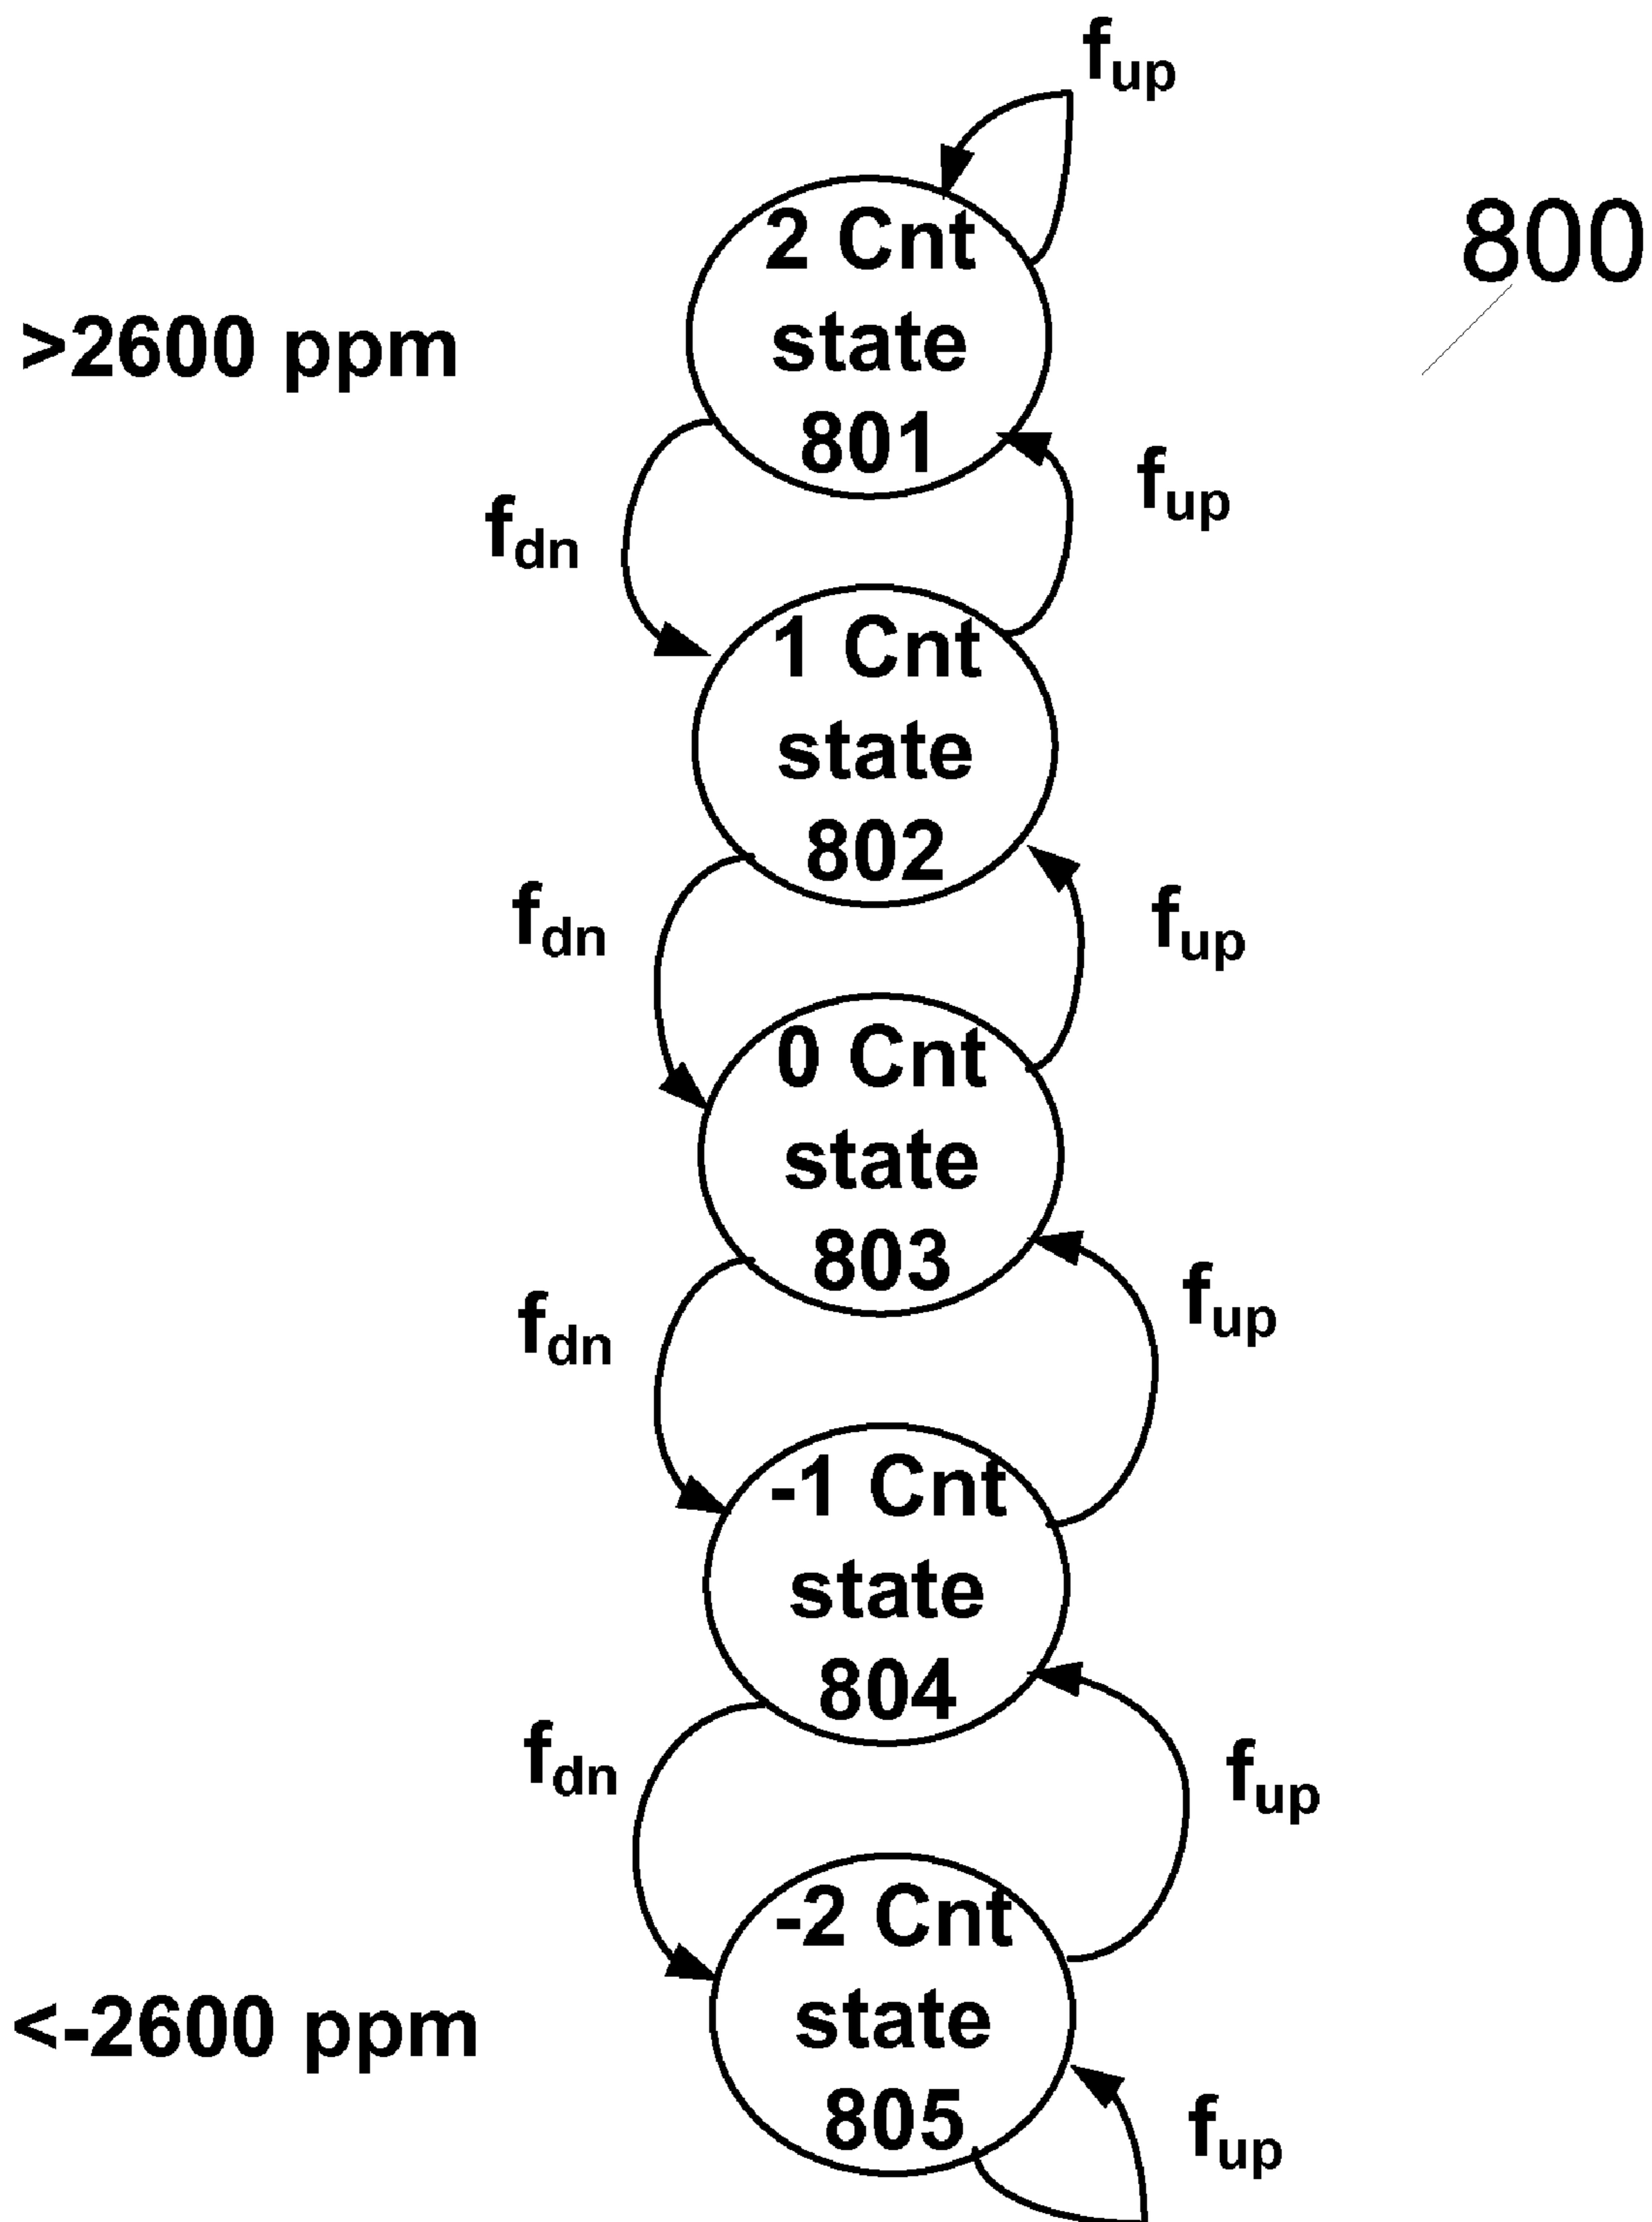 f_up
800
2 Cnt
state
801
>2600 ppm
f_up
f_dn
1 Cnt
state
802
f_dn
f_up
0 Cnt
state
803
f_up
f_dn
-1 Cnt
state
804
f_dn
f_up
-2 Cnt
state
805
<-2600 ppm
f_up